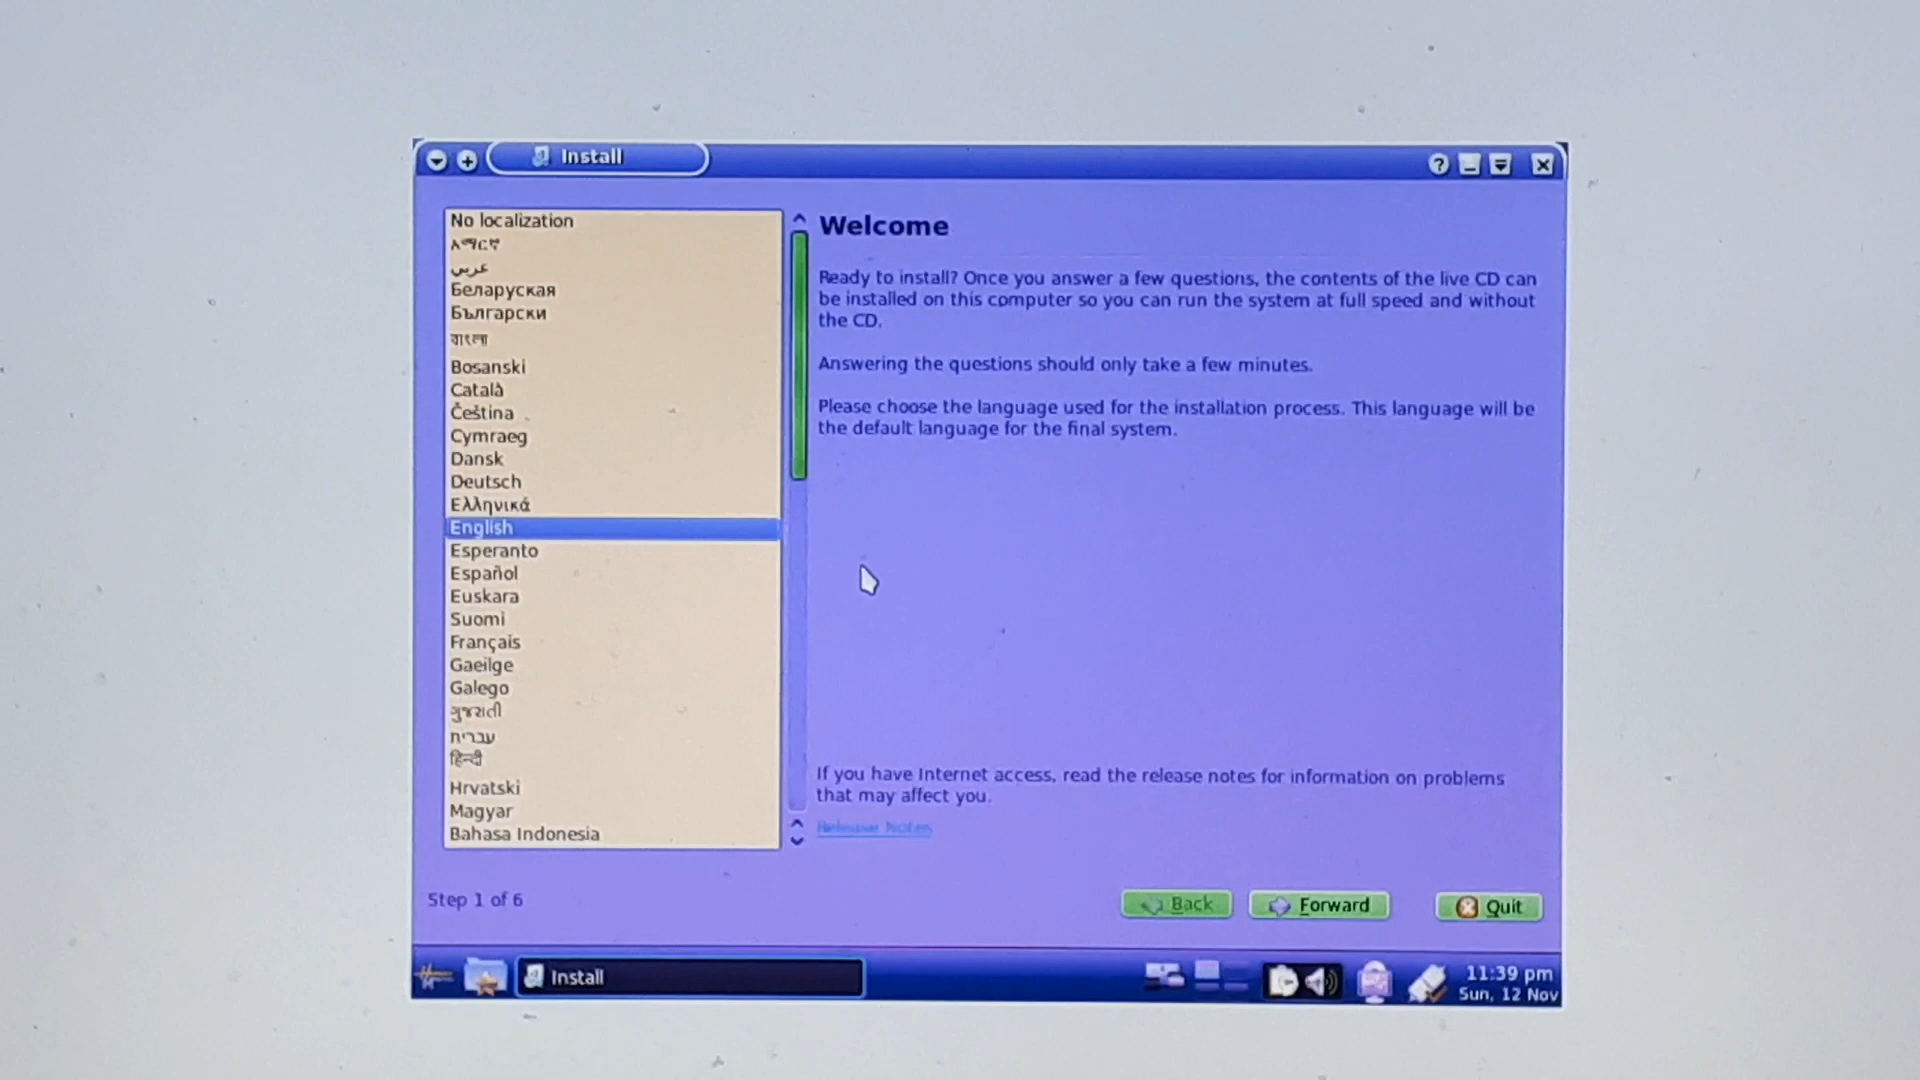 Install
No localization
አማርኛ
عربي
Беларуская
Български
বাংলা
Bosanski
Català
Čeština
Cymraeg
Dansk
Deutsch
Ελληνικά
English
Esperanto
Español
Euskara
Suomi
Français
Gaeilge
Galego
ગુજરાતી
עברית
हिन्दी
Hrvatski
Magyar
Bahasa Indonesia
Welcome
Ready to install? Once you answer a few questions, the contents of the live CD can
be installed on this computer so you can run the system at full speed and without
the CD.
Answering the questions should only take a few minutes.
Please choose the language used for the installation process. This language will be
the default language for the final system.
If you have Internet access, read the release notes for information on problems
that may affect you.
Release Notes
Step 1 of 6
Back
Forward
Quit
Install
11:39 pm
Sun, 12 Nov